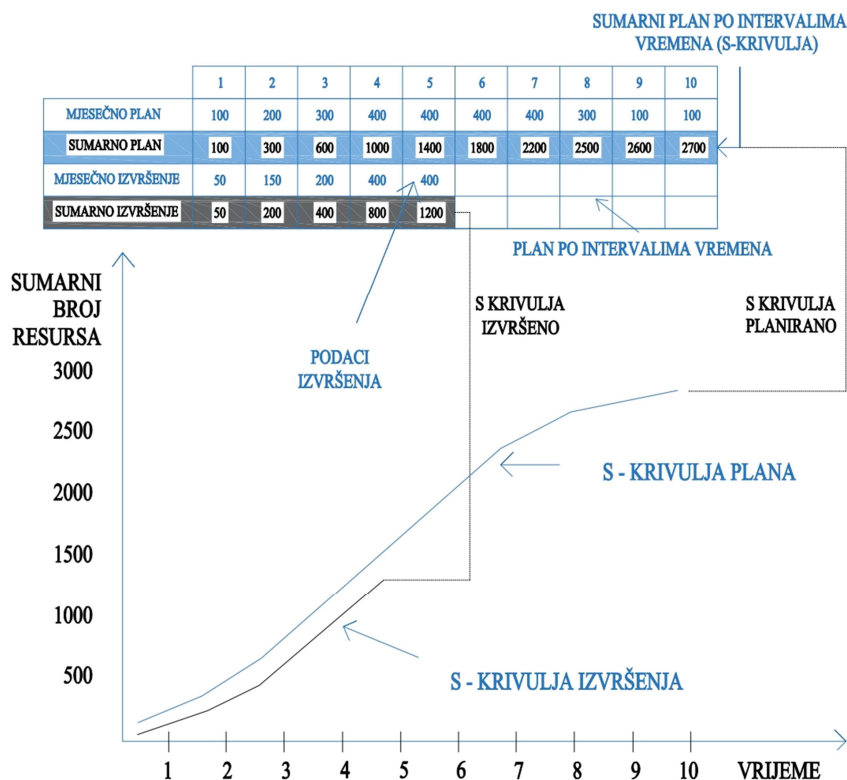 SUMARNI PLAN PO INTERVALIMA
VREMENA (S-KRIVULJA)
1 2 3 4 5 6 7 8 9 10
MJESEČNO PLAN 100 200 300 400 400 400 400 300 100 100
SUMARNO PLAN 100 300 600 1000 1400 1800 2200 2500 2600 2700
MJESEČNO IZVRŠENJE 50 150 200 400 400
SUMARNO IZVRŠENJE 50 200 400 800 1200
PLAN PO INTERVALIMA VREMENA
SUMARNI
BROJ
RESURSA
S KRIVULJA
IZVRŠENO
S KRIVULJA
PLANIRANO
PODACI
IZVRŠENJA
3000
2500
2000
1500
1000
500
S - KRIVULJA PLANA
S - KRIVULJA IZVRŠENJA
1 2 3 4 5 6 7 8 9 10 VRIJEME